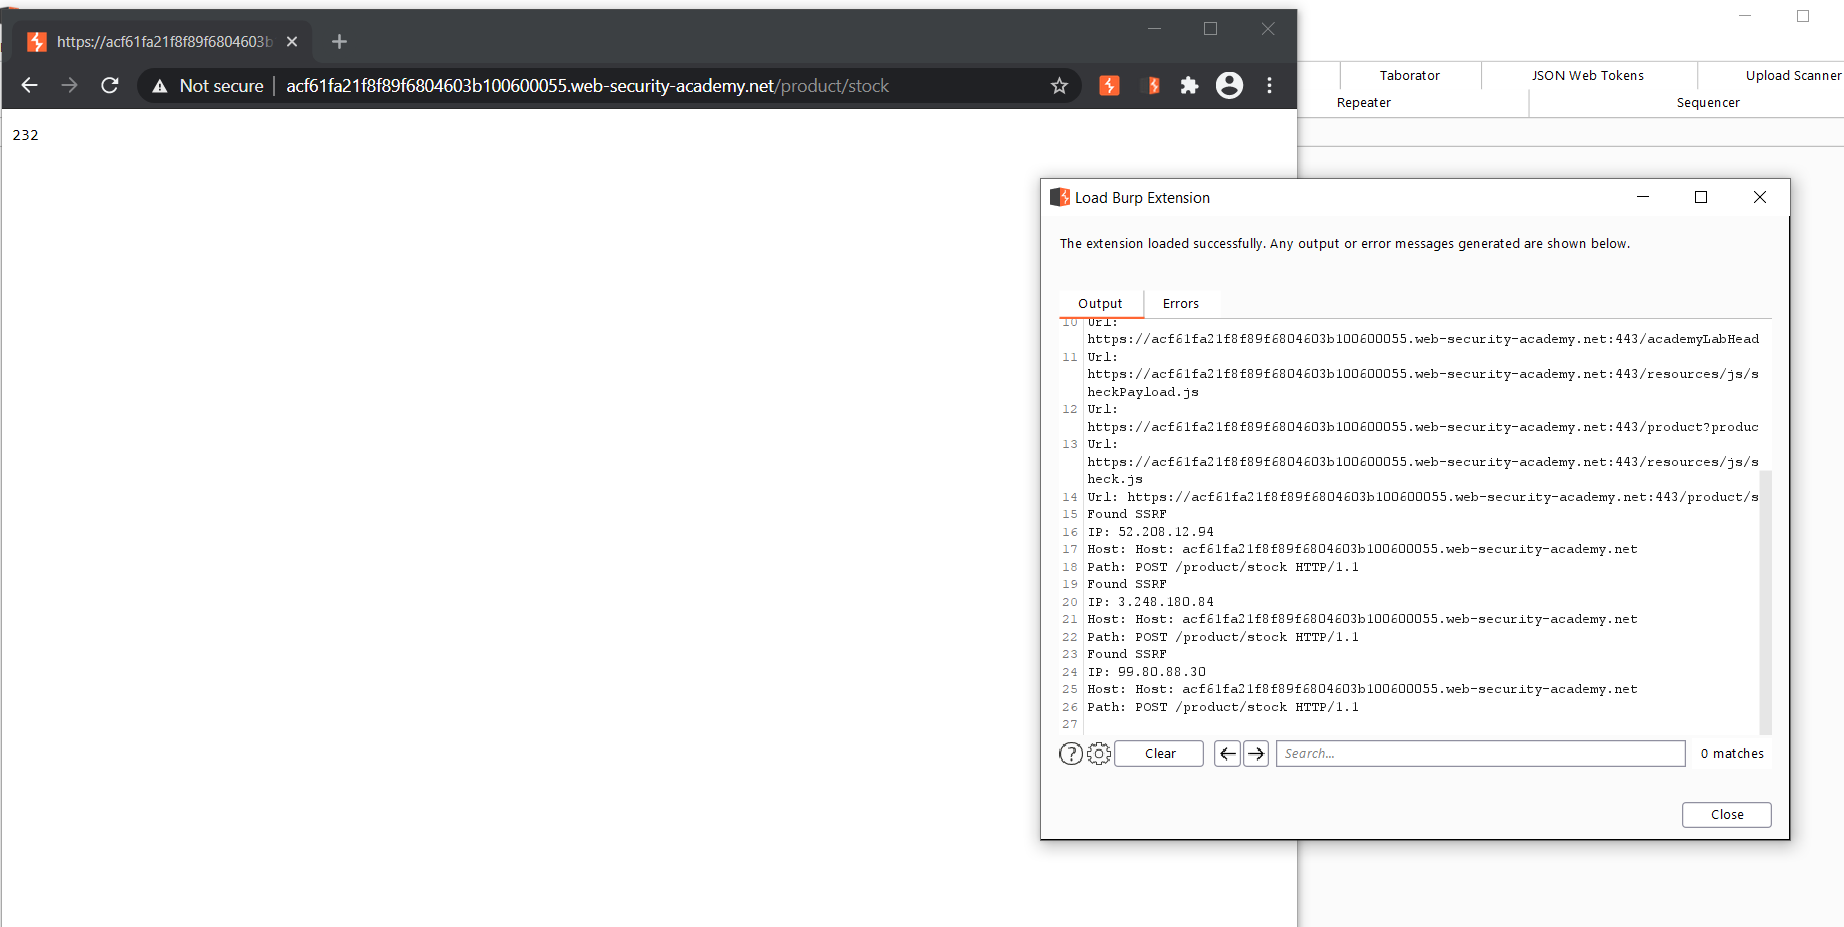 https://acf61fa21f8f89f6804603b
Not secure
acf61fa21f8f89f6804603b100600055.web-security-academy.net/product/stock
232
Taborator
JSON Web Tokens
Upload Scanner
Repeater
Sequencer
Load Burp Extension
The extension loaded successfully. Any output or error messages generated are shown below.
Output
Errors
10 Url:
https://acf61fa21f8f89f6804603b100600055.web-security-academy.net:443/academyLabHead
11 Url:
https://acf61fa21f8f89f6804603b100600055.web-security-academy.net:443/resources/js/s
heckPayload.js
12 Url:
https://acf61fa21f8f89f6804603b100600055.web-security-academy.net:443/product?produc
13 Url:
https://acf61fa21f8f89f6804603b100600055.web-security-academy.net:443/resources/js/s
heck.js
14 Url: https://acf61fa21f8f89f6804603b100600055.web-security-academy.net:443/product/s
15 Found SSRF
16 IP: 52.208.12.94
17 Host: Host: acf61fa21f8f89f6804603b100600055.web-security-academy.net
18 Path: POST /product/stock HTTP/1.1
19 Found SSRF
20 IP: 3.248.180.84
21 Host: Host: acf61fa21f8f89f6804603b100600055.web-security-academy.net
22 Path: POST /product/stock HTTP/1.1
23 Found SSRF
24 IP: 99.80.88.30
25 Host: Host: acf61fa21f8f89f6804603b100600055.web-security-academy.net
26 Path: POST /product/stock HTTP/1.1
27
Clear
Search...
0 matches
Close